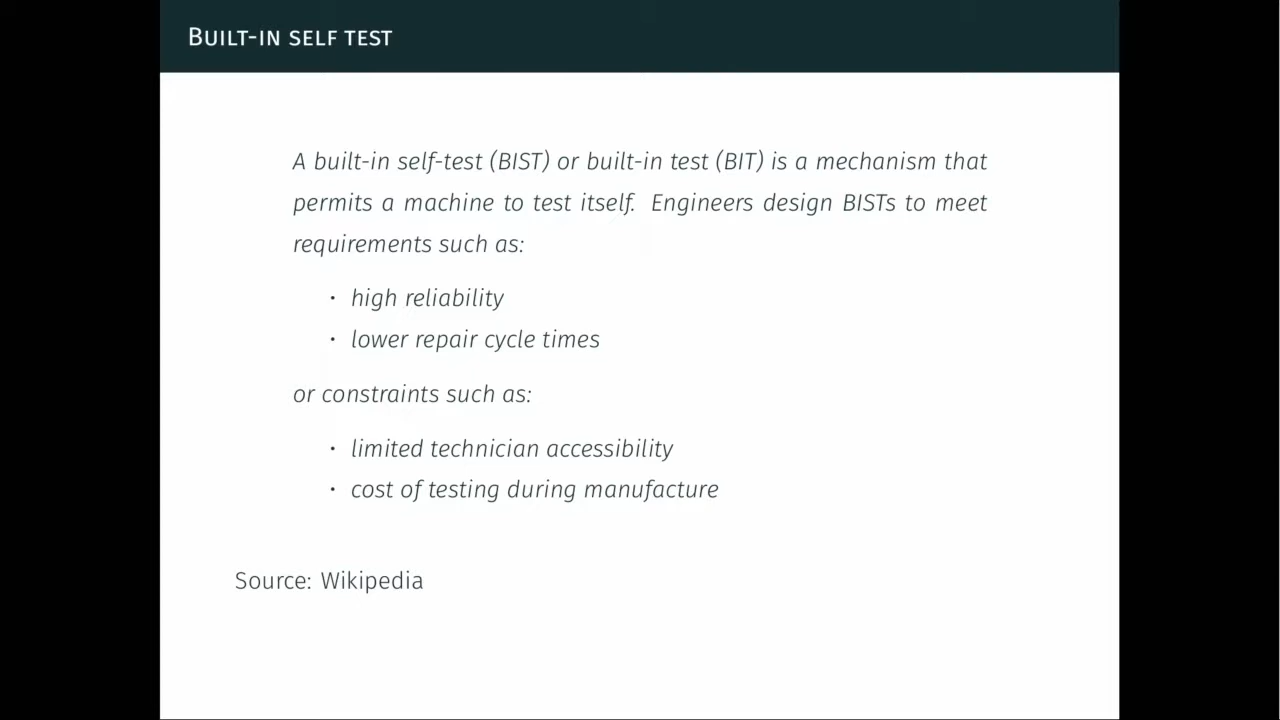 Built-in self test
A built-in self-test (BIST) or built-in test (BIT) is a mechanism that
permits a machine to test itself. Engineers design BISTs to meet
requirements such as:
• high reliability
• lower repair cycle times
or constraints such as:
• limited technician accessibility
• cost of testing during manufacture
Source: Wikipedia